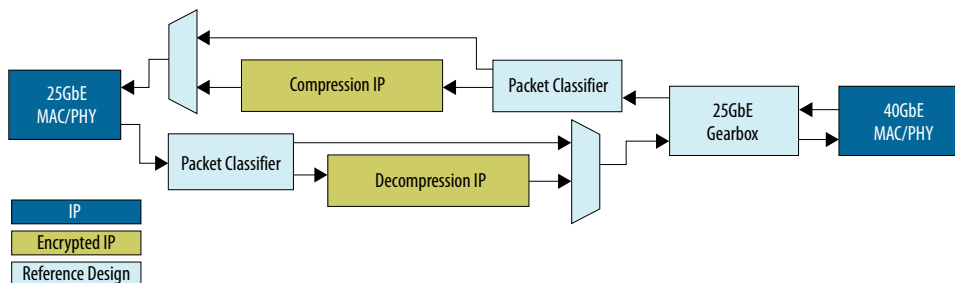 25GbE
MAC/PHY
Compression IP
Packet Classifier
25GbE
Gearbox
40GbE
MAC/PHY
Packet Classifier
Decompression IP
IP
Encrypted IP
Reference Design